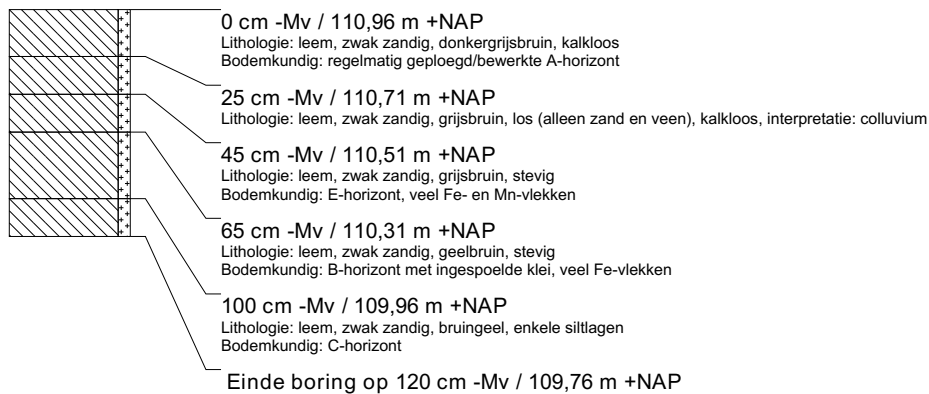 0 cm -Mv / 110,96 m +NAP
Lithologie: leem, zwak zandig, donkergrijsbruin, kalkloos
Bodemkundig: regelmatig geploegd/bewerkte A-horizont
25 cm -Mv / 110,71 m +NAP
Lithologie: leem, zwak zandig, grijsbruin, los (alleen zand en veen), kalkloos, interpretatie: colluvium
45 cm -Mv / 110,51 m +NAP
Lithologie: leem, zwak zandig, grijsbruin, stevig
Bodemkundig: E-horizont, veel Fe- en Mn-vlekken
65 cm -Mv / 110,31 m +NAP
Lithologie: leem, zwak zandig, geelbruin, stevig
Bodemkundig: B-horizont met ingespoelde klei, veel Fe-vlekken
100 cm -Mv / 109,96 m +NAP
Lithologie: leem, zwak zandig, bruingeel, enkele siltlagen
Bodemkundig: C-horizont
Einde boring op 120 cm -Mv / 109,76 m +NAP